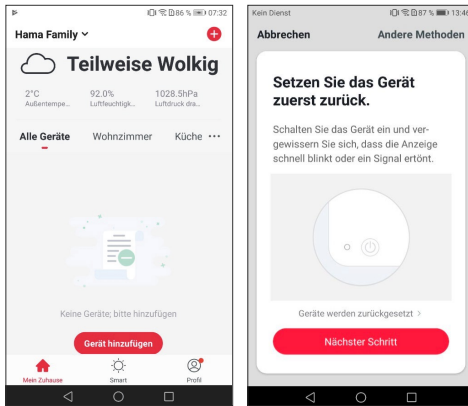 86 % 07:32
Hama Family
Teilweise Wolkig
2°C 92.0% 1028.5hPa
Außentempe... Luftfeuchtigk... Luftdruck dra...
Alle Geräte Wohnzimmer Küche ...
Keine Geräte; bitte hinzufügen
Gerät hinzufügen
Mein Zuhause Smart Profil
Kein Dienst 87 % 13:46
Abbrechen Andere Methoden
Setzen Sie das Gerät
zuerst zurück.
Schalten Sie das Gerät ein und ver-
gewissern Sie sich, dass die Anzeige
schnell blinkt oder ein Signal ertönt.
Geräte werden zurückgesetzt >
Nächster Schritt